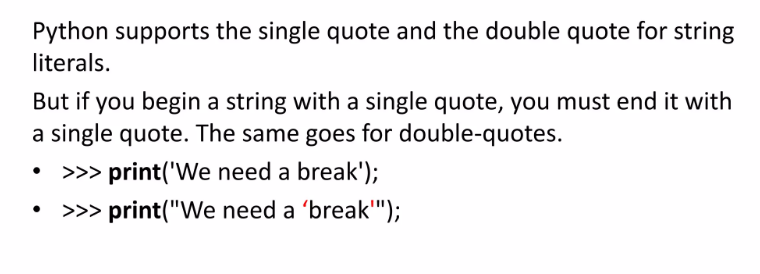 Python supports the single quote and the double quote for string
literals.
But if you begin a string with a single quote, you must end it with
a single quote. The same goes for double-quotes.
• >>> print('We need a break');
• >>> print("We need a ‘break'");